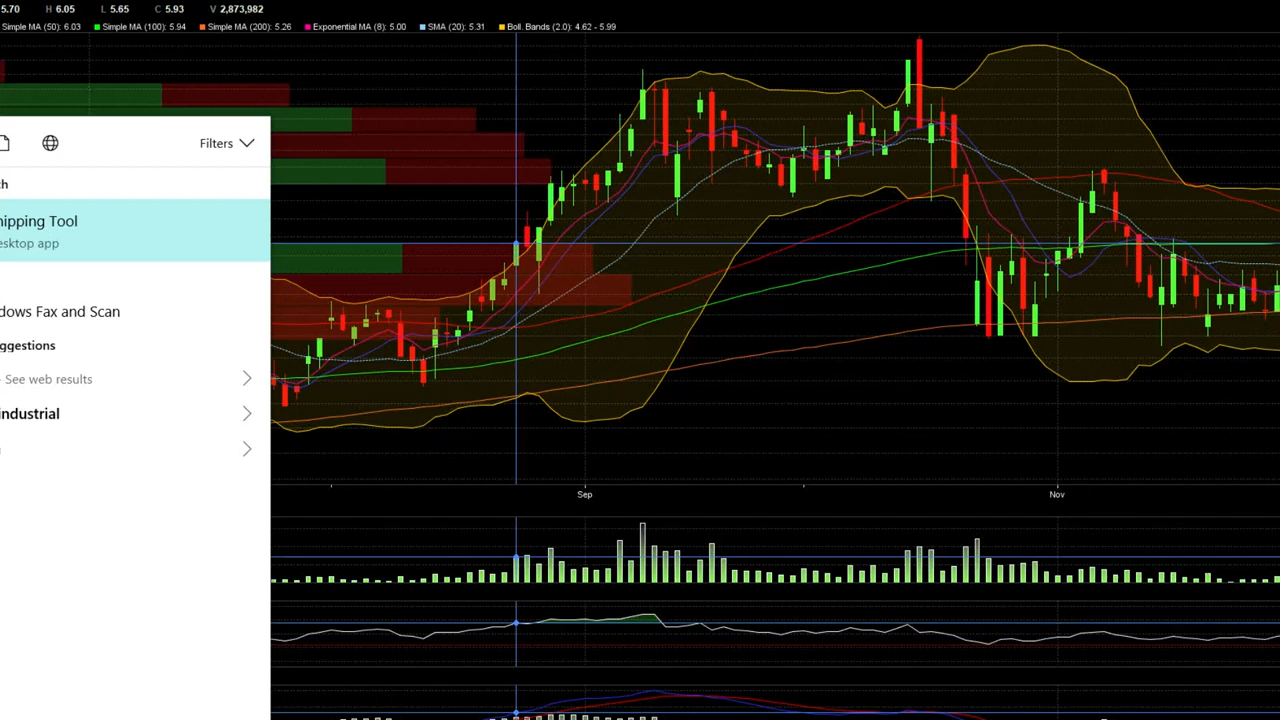 5.70 H 6.05 L 5.65 C 5.93 V 2,873,982
Simple MA (50): 6.03 Simple MA (100): 5.94 Simple MA (200): 5.26 Exponential MA (8): 5.00 SMA (20): 5.31 Boll. Bands (2.0): 4.62 - 5.99
Filters
ch
nipping Tool
esktop app
dows Fax and Scan
ggestions
- See web results
industrial
Sep Nov